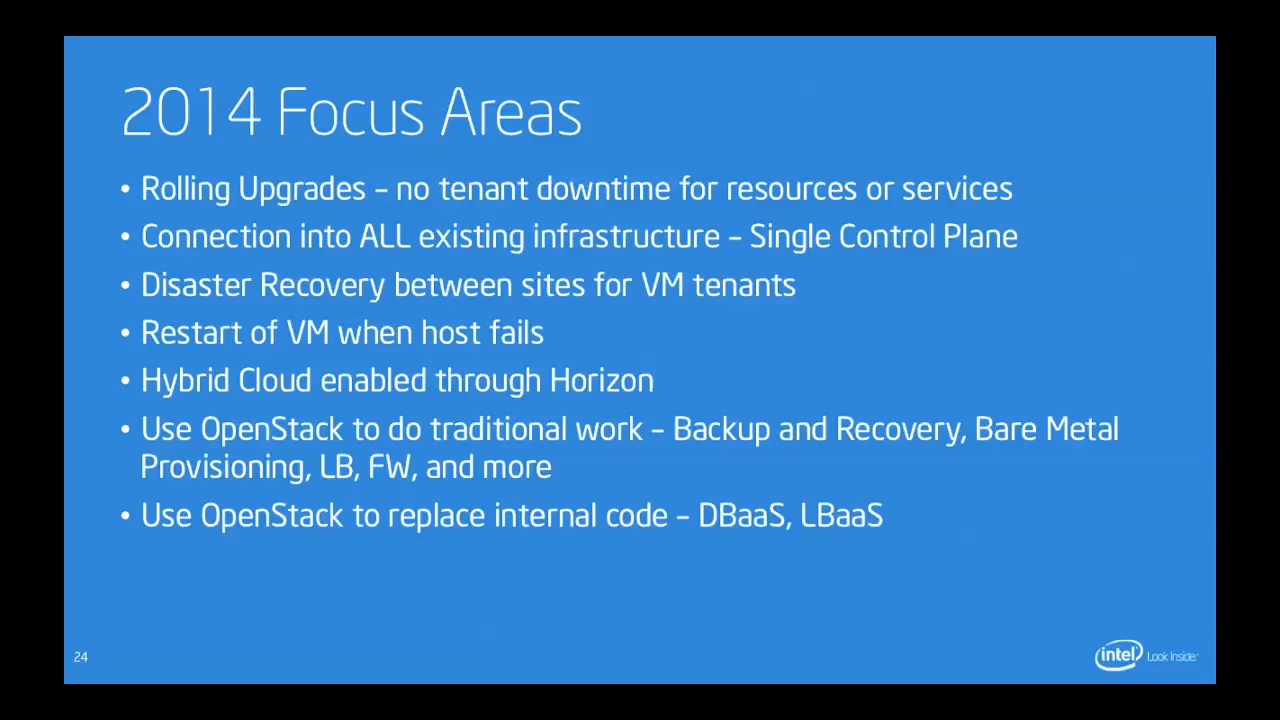 2014 Focus Areas
• Rolling Upgrades – no tenant downtime for resources or services
• Connection into ALL existing infrastructure – Single Control Plane
• Disaster Recovery between sites for VM tenants
• Restart of VM when host fails
• Hybrid Cloud enabled through Horizon
• Use OpenStack to do traditional work – Backup and Recovery, Bare Metal
Provisioning, LB, FW, and more
• Use OpenStack to replace internal code – DBaaS, LBaaS
24
intel Look Inside.™